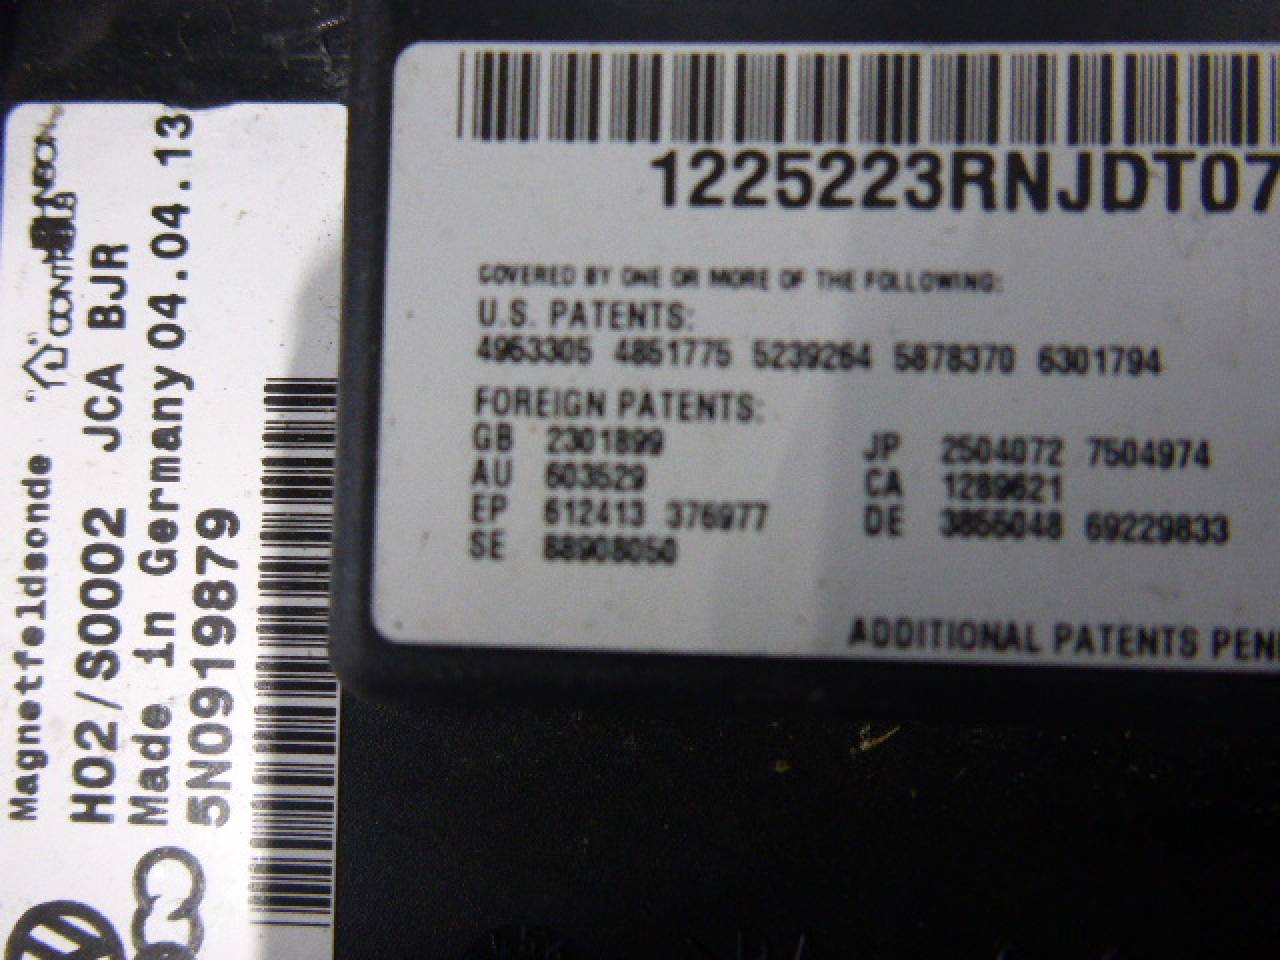 Magnetfeldsonde
H02/S0002 JCA BJR
Made in Germany 04.04.13
5N0919879
1225223RNJDT07
COVERED BY ONE OR MORE OF THE FOLLOWING:
U.S. PATENTS:
4953305 4851775 5239264 5878370 6301794
FOREIGN PATENTS:
GB 2301899 JP 2504072 7504974
AU 603529 CA 1289621
EP 612413 376977 DE 3855048 69229833
SE 88908050
ADDITIONAL PATENTS PEN